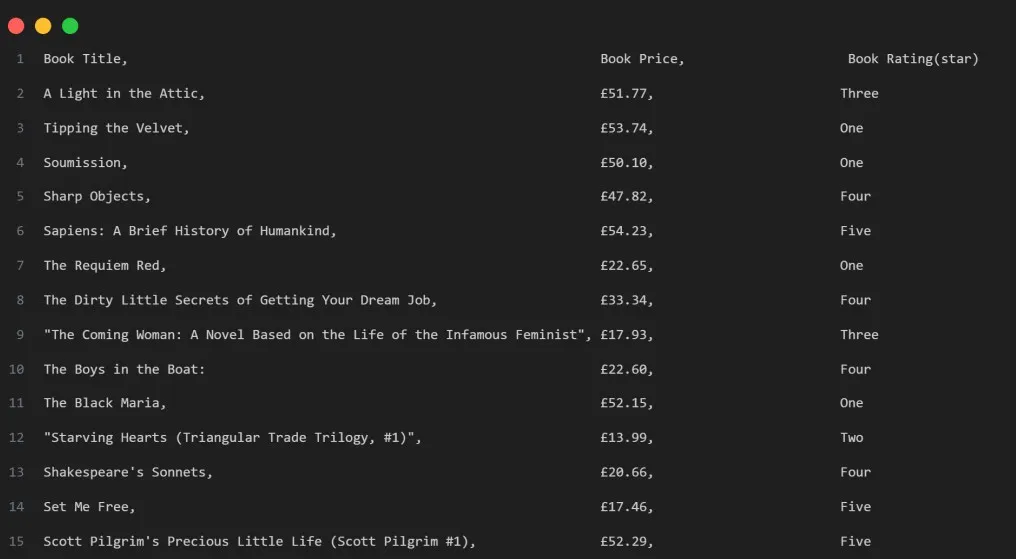 1 Book Title, Book Price, Book Rating(star)
2 A Light in the Attic, £51.77, Three
3 Tipping the Velvet, £53.74, One
4 Soumission, £50.10, One
5 Sharp Objects, £47.82, Four
6 Sapiens: A Brief History of Humankind, £54.23, Five
7 The Requiem Red, £22.65, One
8 The Dirty Little Secrets of Getting Your Dream Job, £33.34, Four
9 "The Coming Woman: A Novel Based on the Life of the Infamous Feminist", £17.93, Three
10 The Boys in the Boat: £22.60, Four
11 The Black Maria, £52.15, One
12 "Starving Hearts (Triangular Trade Trilogy, #1)", £13.99, Two
13 Shakespeare's Sonnets, £20.66, Four
14 Set Me Free, £17.46, Five
15 Scott Pilgrim's Precious Little Life (Scott Pilgrim #1), £52.29, Five